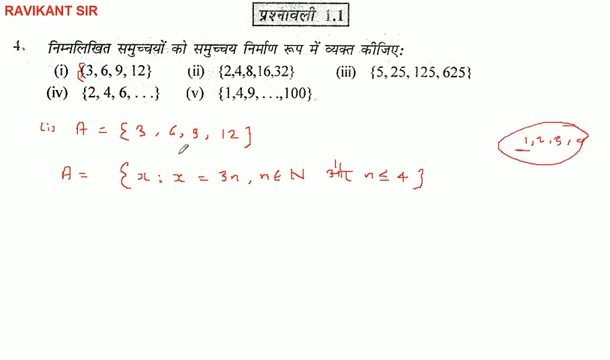 RAVIKANT SIR
प्रश्नावली 1.1
4. निम्नलिखित समुच्चयों को समुच्चय निर्माण रूप में व्यक्त कीजिए:
(i) {3, 6, 9, 12} (ii) {2,4,8,16,32} (iii) {5, 25, 125, 625}
(iv) {2, 4, 6, . . .} (v) {1,4,9, . . .,100}
(i) A = {3, 6, 9, 12}
1, 2, 3, 4
A = {x : x = 3n, n ∈ N और n ≤ 4}